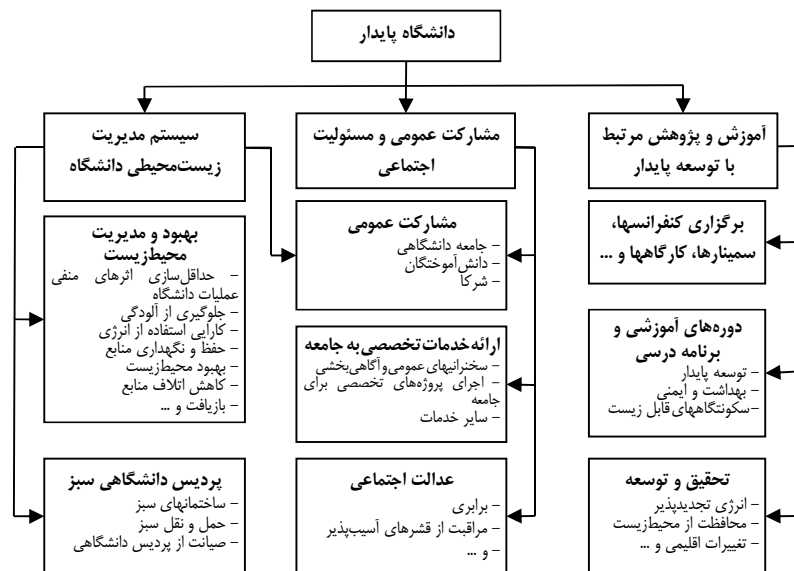 دانشگاه پایدار
آموزش و پژوهش مرتبط
با توسعه پایدار
برگزاری کنفرانسها،
سمینارها، کارگاهها و ...
دوره‌های آموزشی و
برنامه درسی
– توسعه پایدار
– بهداشت و ایمنی
– سکونتگاههای قابل زیست
تحقیق و توسعه
– انرژی تجدیدپذیر
– محافظت از محیط‌زیست
– تغییرات اقلیمی و ...
مشارکت عمومی و مسئولیت
اجتماعی
مشارکت عمومی
– جامعه دانشگاهی
– دانش‌آموختگان
– شرکا
ارائه خدمات تخصصی به جامعه
– سخنرانیهای عمومی و آگاهی‌بخشی
– اجرای پروژه‌های تخصصی برای
جامعه
– سایر خدمات
عدالت اجتماعی
– برابری
– مراقبت از قشرهای آسیب‌پذیر
– و ...
سیستم مدیریت
زیست‌محیطی دانشگاه
بهبود و مدیریت
محیط‌زیست
– حداقل‌سازی اثرهای منفی
عملیات دانشگاه
– جلوگیری از آلودگی
– کارایی استفاده از انرژی
– حفظ و نگهداری منابع
– بهبود محیط‌زیست
– کاهش اتلاف منابع
– بازیافت و ...
پردیس دانشگاهی سبز
– ساختمانهای سبز
– حمل و نقل سبز
– صیانت از پردیس دانشگاهی